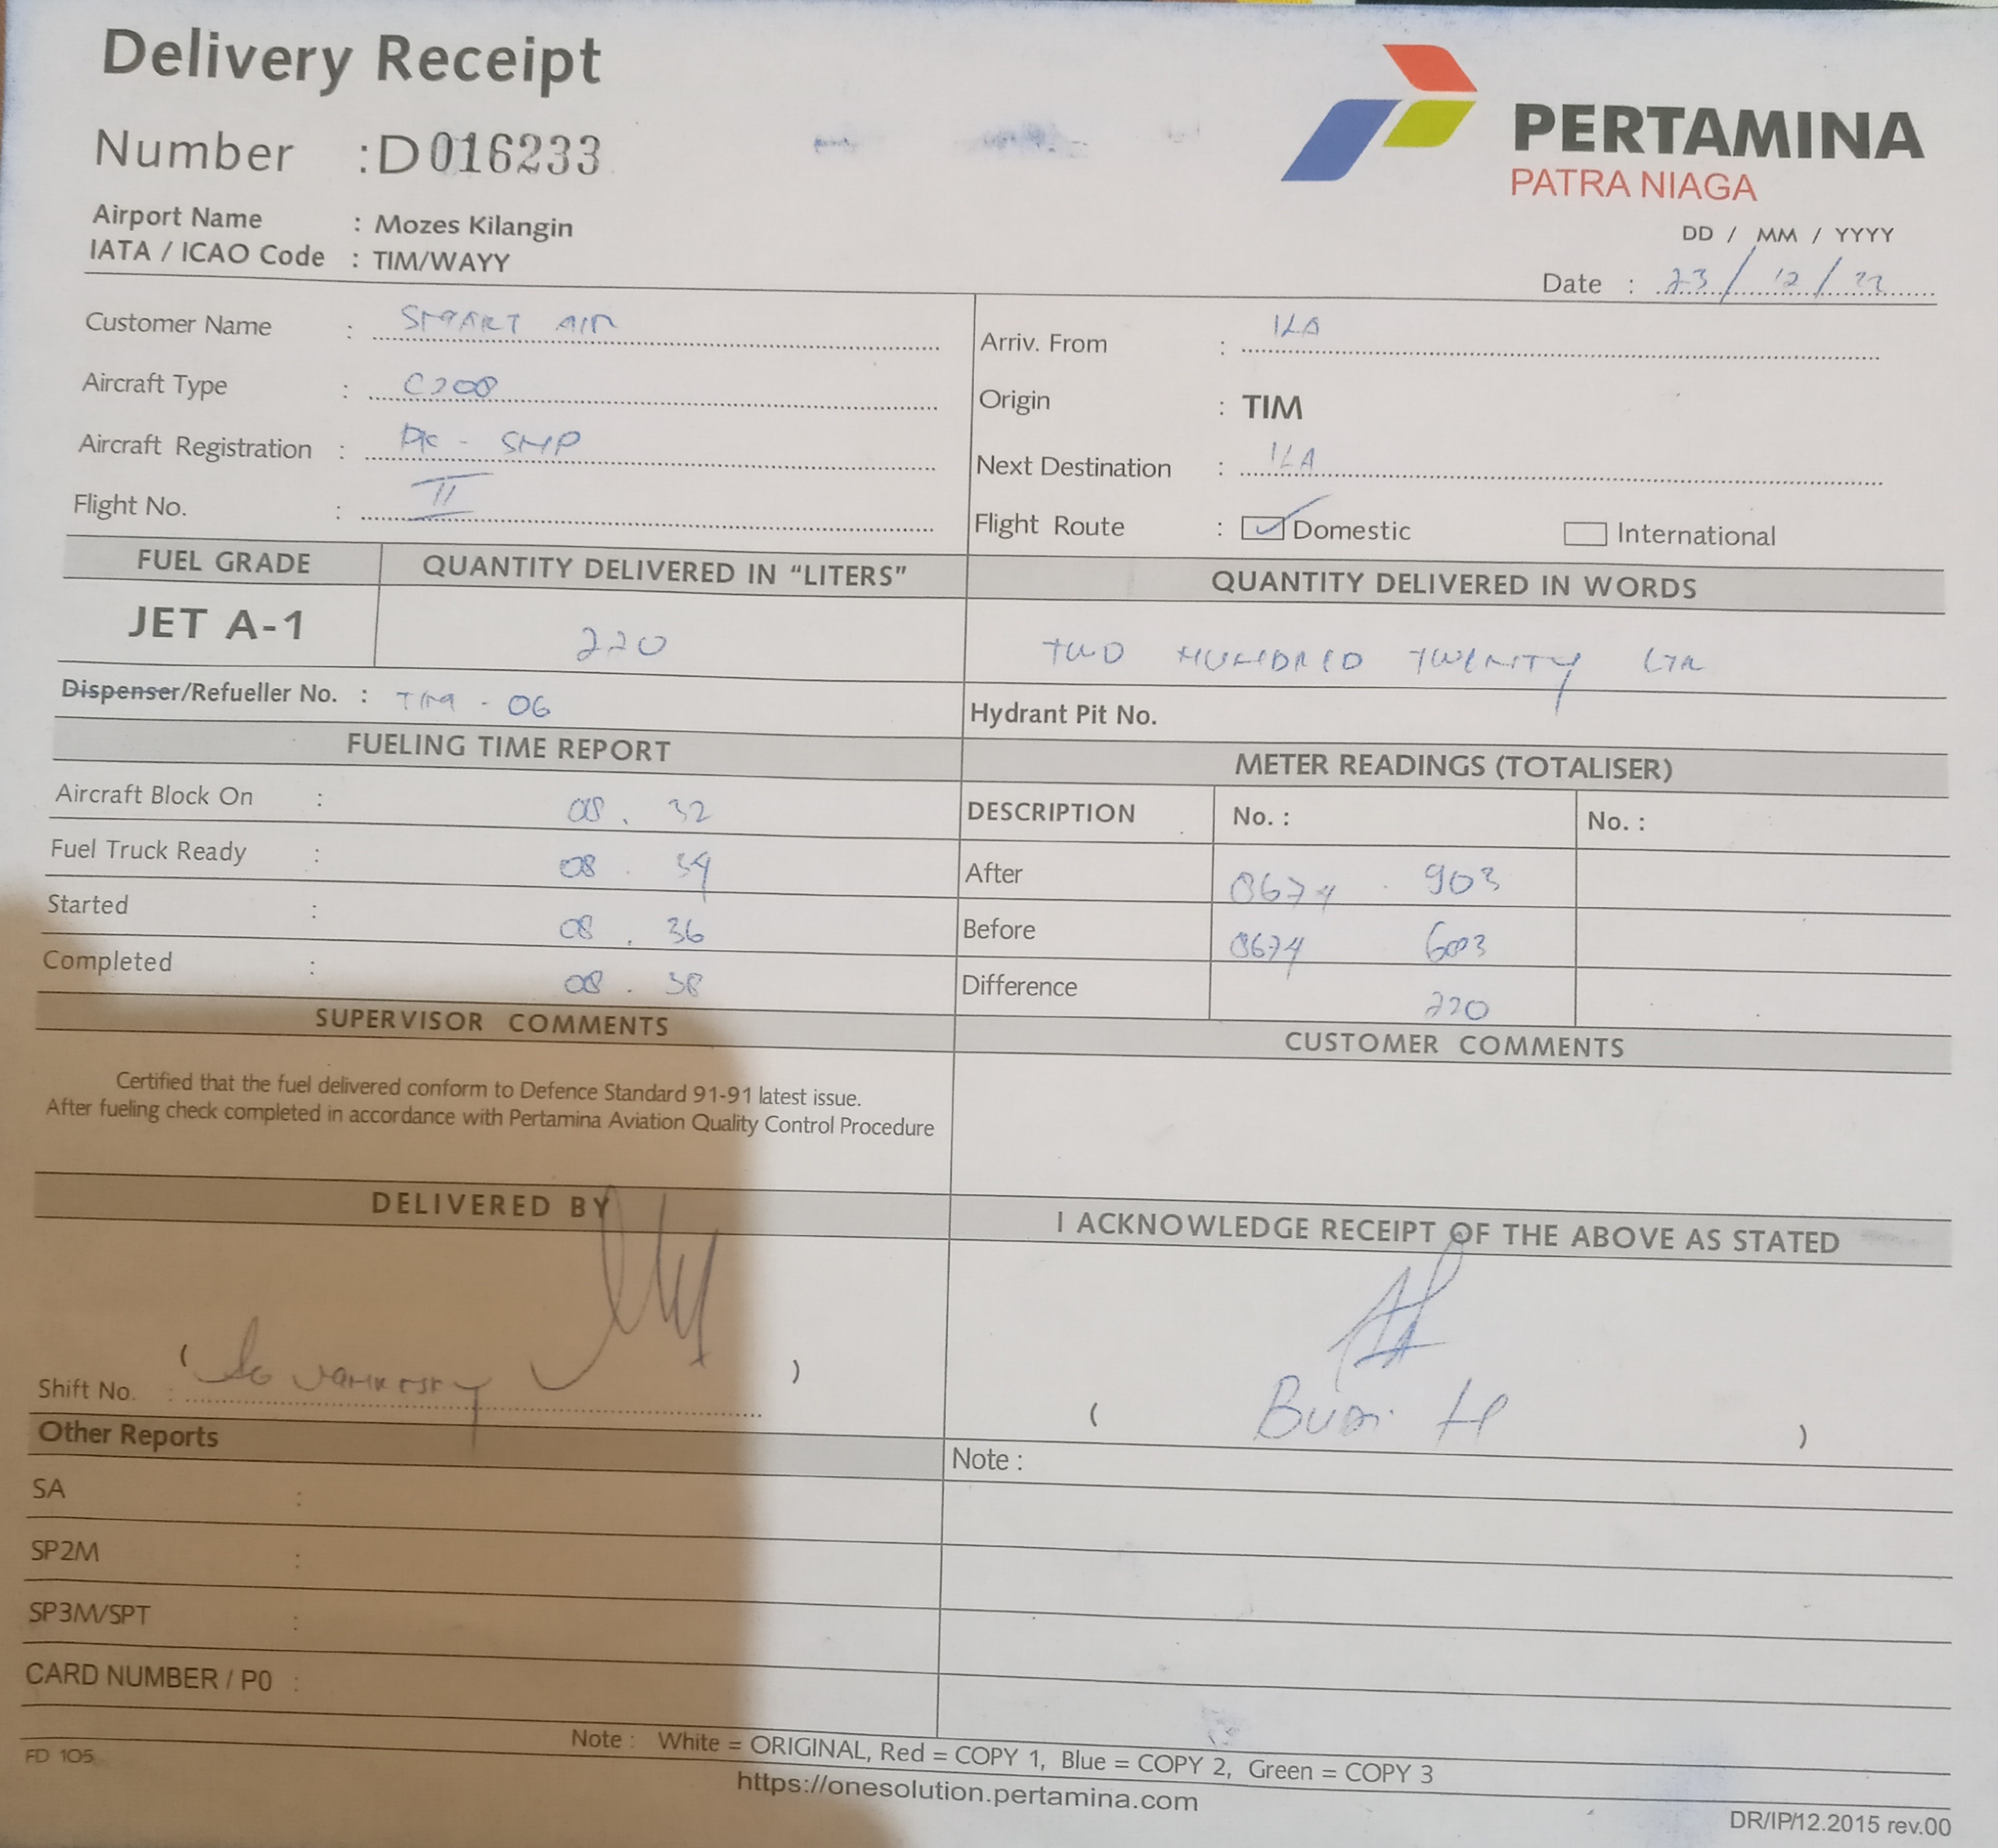 Delivery Receipt
Number : D016233
PERTAMINA
PATRA NIAGA
Airport Name : Mozes Kilangin
IATA / ICAO Code : TIM/WAYY
DD / MM / YYYY
Date : 23 / 12 / 22
Customer Name : SMART AIR
Aircraft Type : C208
Aircraft Registration : PK - SMP
Flight No. : II
Arriv. From : ILA
Origin : TIM
Next Destination : ILA
Flight Route : Domestic International
FUEL GRADE QUANTITY DELIVERED IN "LITERS" QUANTITY DELIVERED IN WORDS
JET A-1 220 TWO HUNDRED TWENTY LTR
Dispenser/Refueller No. : TIM - 06 Hydrant Pit No.
FUELING TIME REPORT
Aircraft Block On : 08 . 32
Fuel Truck Ready : 08 . 34
Started : 08 . 36
Completed : 08 . 38
METER READINGS (TOTALISER)
DESCRIPTION No. : No. :
After 8674 . 903
Before 8674
Difference 220
SUPERVISOR COMMENTS
Certified that the fuel delivered conform to Defence Standard 91-91 latest issue.
After fueling check completed in accordance with Pertamina Aviation Quality Control Procedure
CUSTOMER COMMENTS
DELIVERED BY
( )
Shift No. :
I ACKNOWLEDGE RECEIPT OF THE ABOVE AS STATED
( Budi H )
Other Reports
SA :
SP2M :
SP3M/SPT :
CARD NUMBER / P0 :
Note :
Note : White = ORIGINAL, Red = COPY 1, Blue = COPY 2, Green = COPY 3
FD 105
https://onesolution.pertamina.com
DR/IP/12.2015 rev.00